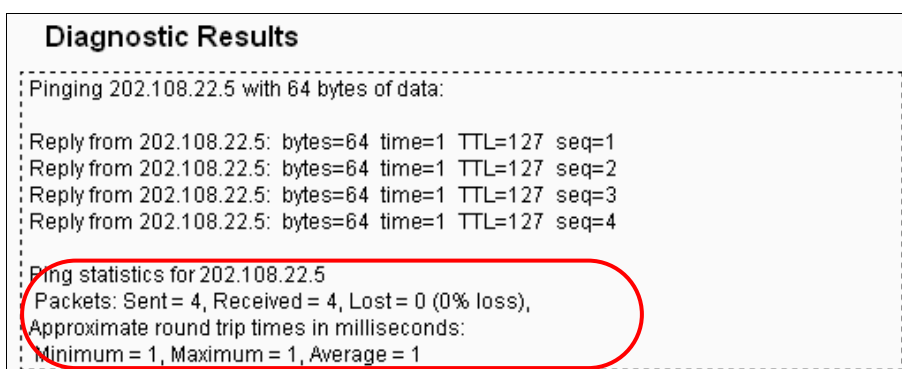 Diagnostic Results
Pinging 202.108.22.5 with 64 bytes of data:
Reply from 202.108.22.5: bytes=64 time=1 TTL=127 seq=1
Reply from 202.108.22.5: bytes=64 time=1 TTL=127 seq=2
Reply from 202.108.22.5: bytes=64 time=1 TTL=127 seq=3
Reply from 202.108.22.5: bytes=64 time=1 TTL=127 seq=4
Ping statistics for 202.108.22.5
Packets: Sent = 4, Received = 4, Lost = 0 (0% loss),
Approximate round trip times in milliseconds:
Minimum = 1, Maximum = 1, Average = 1